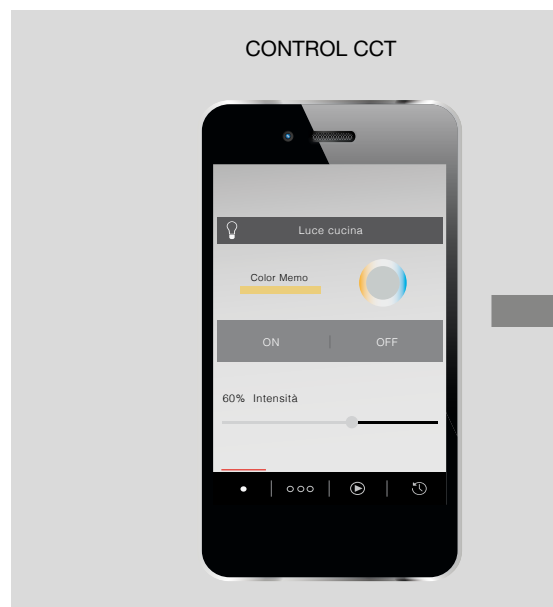 CONTROL CCT
Luce cucina
Color Memo
ON | OFF
60% Intensità